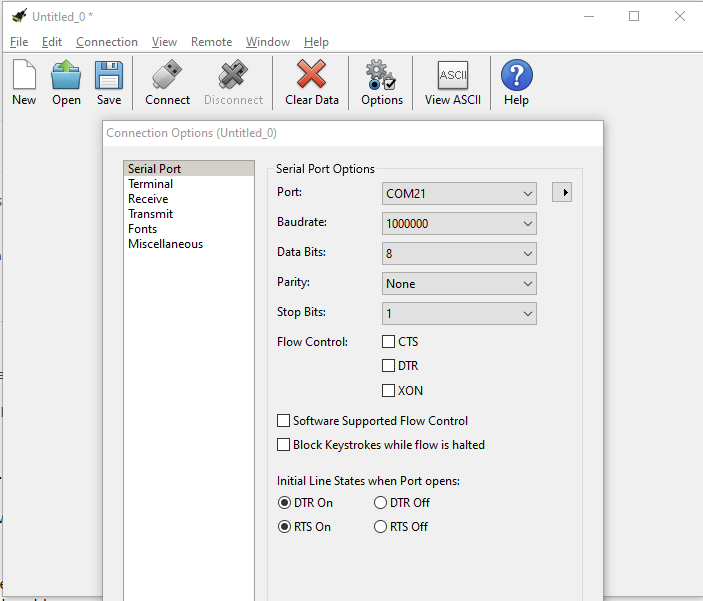 Untitled_0 *
File Edit Connection View Remote Window Help
ASCII ?
New Open Save Connect Disconnect Clear Data Options View ASCII Help
Connection Options (Untitled_0)
Serial Port
Terminal
Receive
Transmit
Fonts
Miscellaneous
Serial Port Options
Port: COM21
Baudrate: 1000000
Data Bits: 8
Parity: None
Stop Bits: 1
Flow Control: CTS
DTR
XON
Software Supported Flow Control
Block Keystrokes while flow is halted
Initial Line States when Port opens:
DTR On DTR Off
RTS On RTS Off